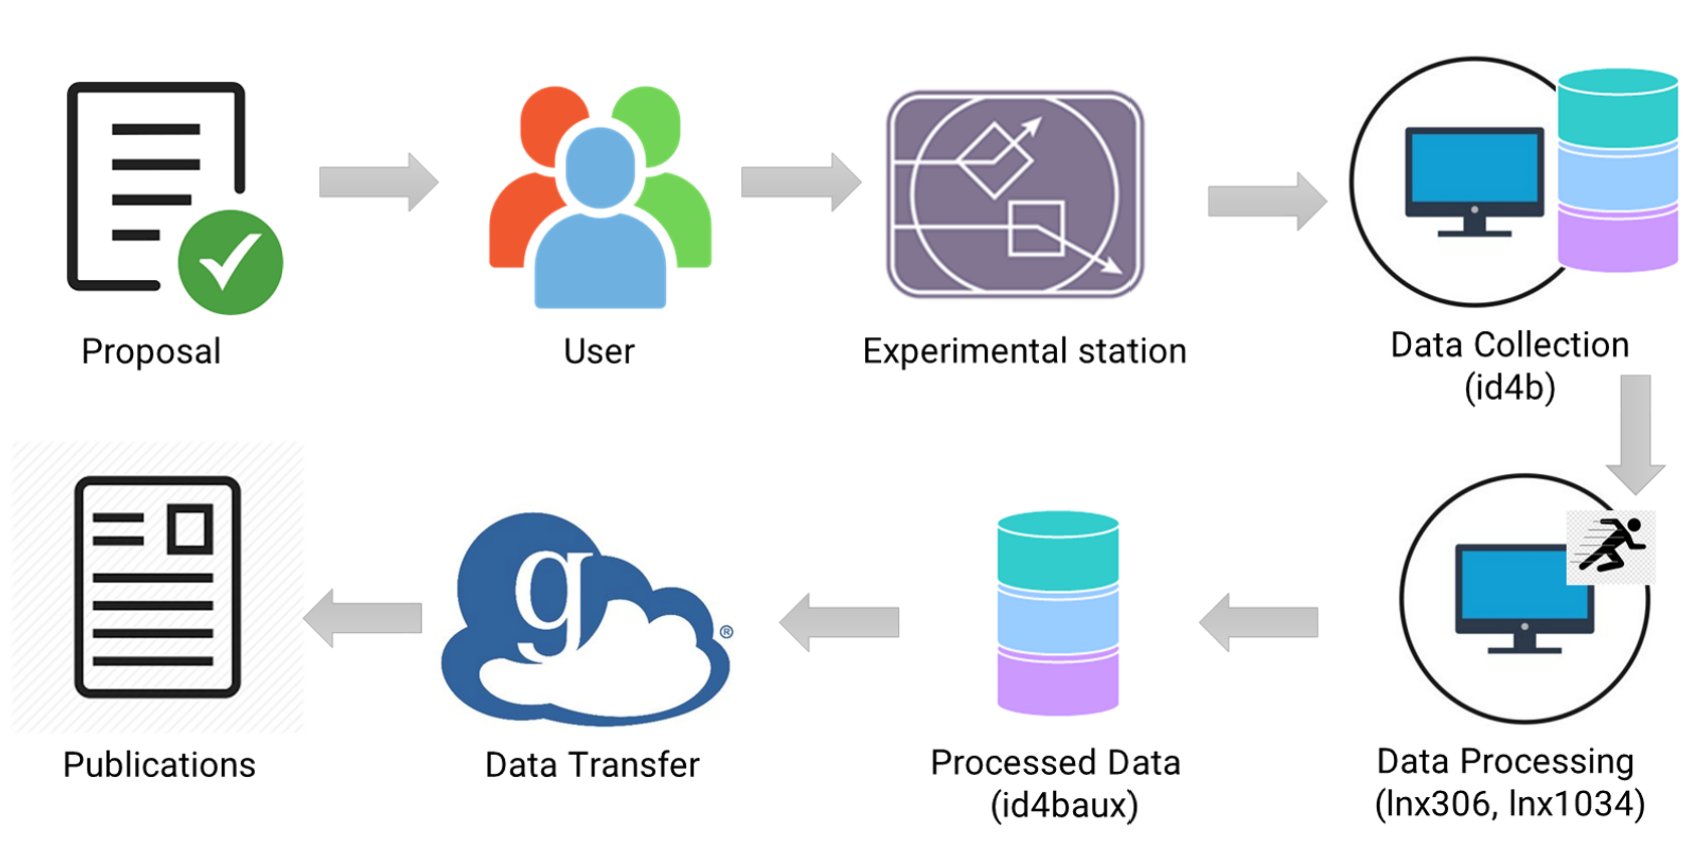 Proposal
User
Experimental station
Data Collection
(id4b)
Data Processing
(lnx306, lnx1034)
Processed Data
(id4baux)
g
®
Data Transfer
Publications